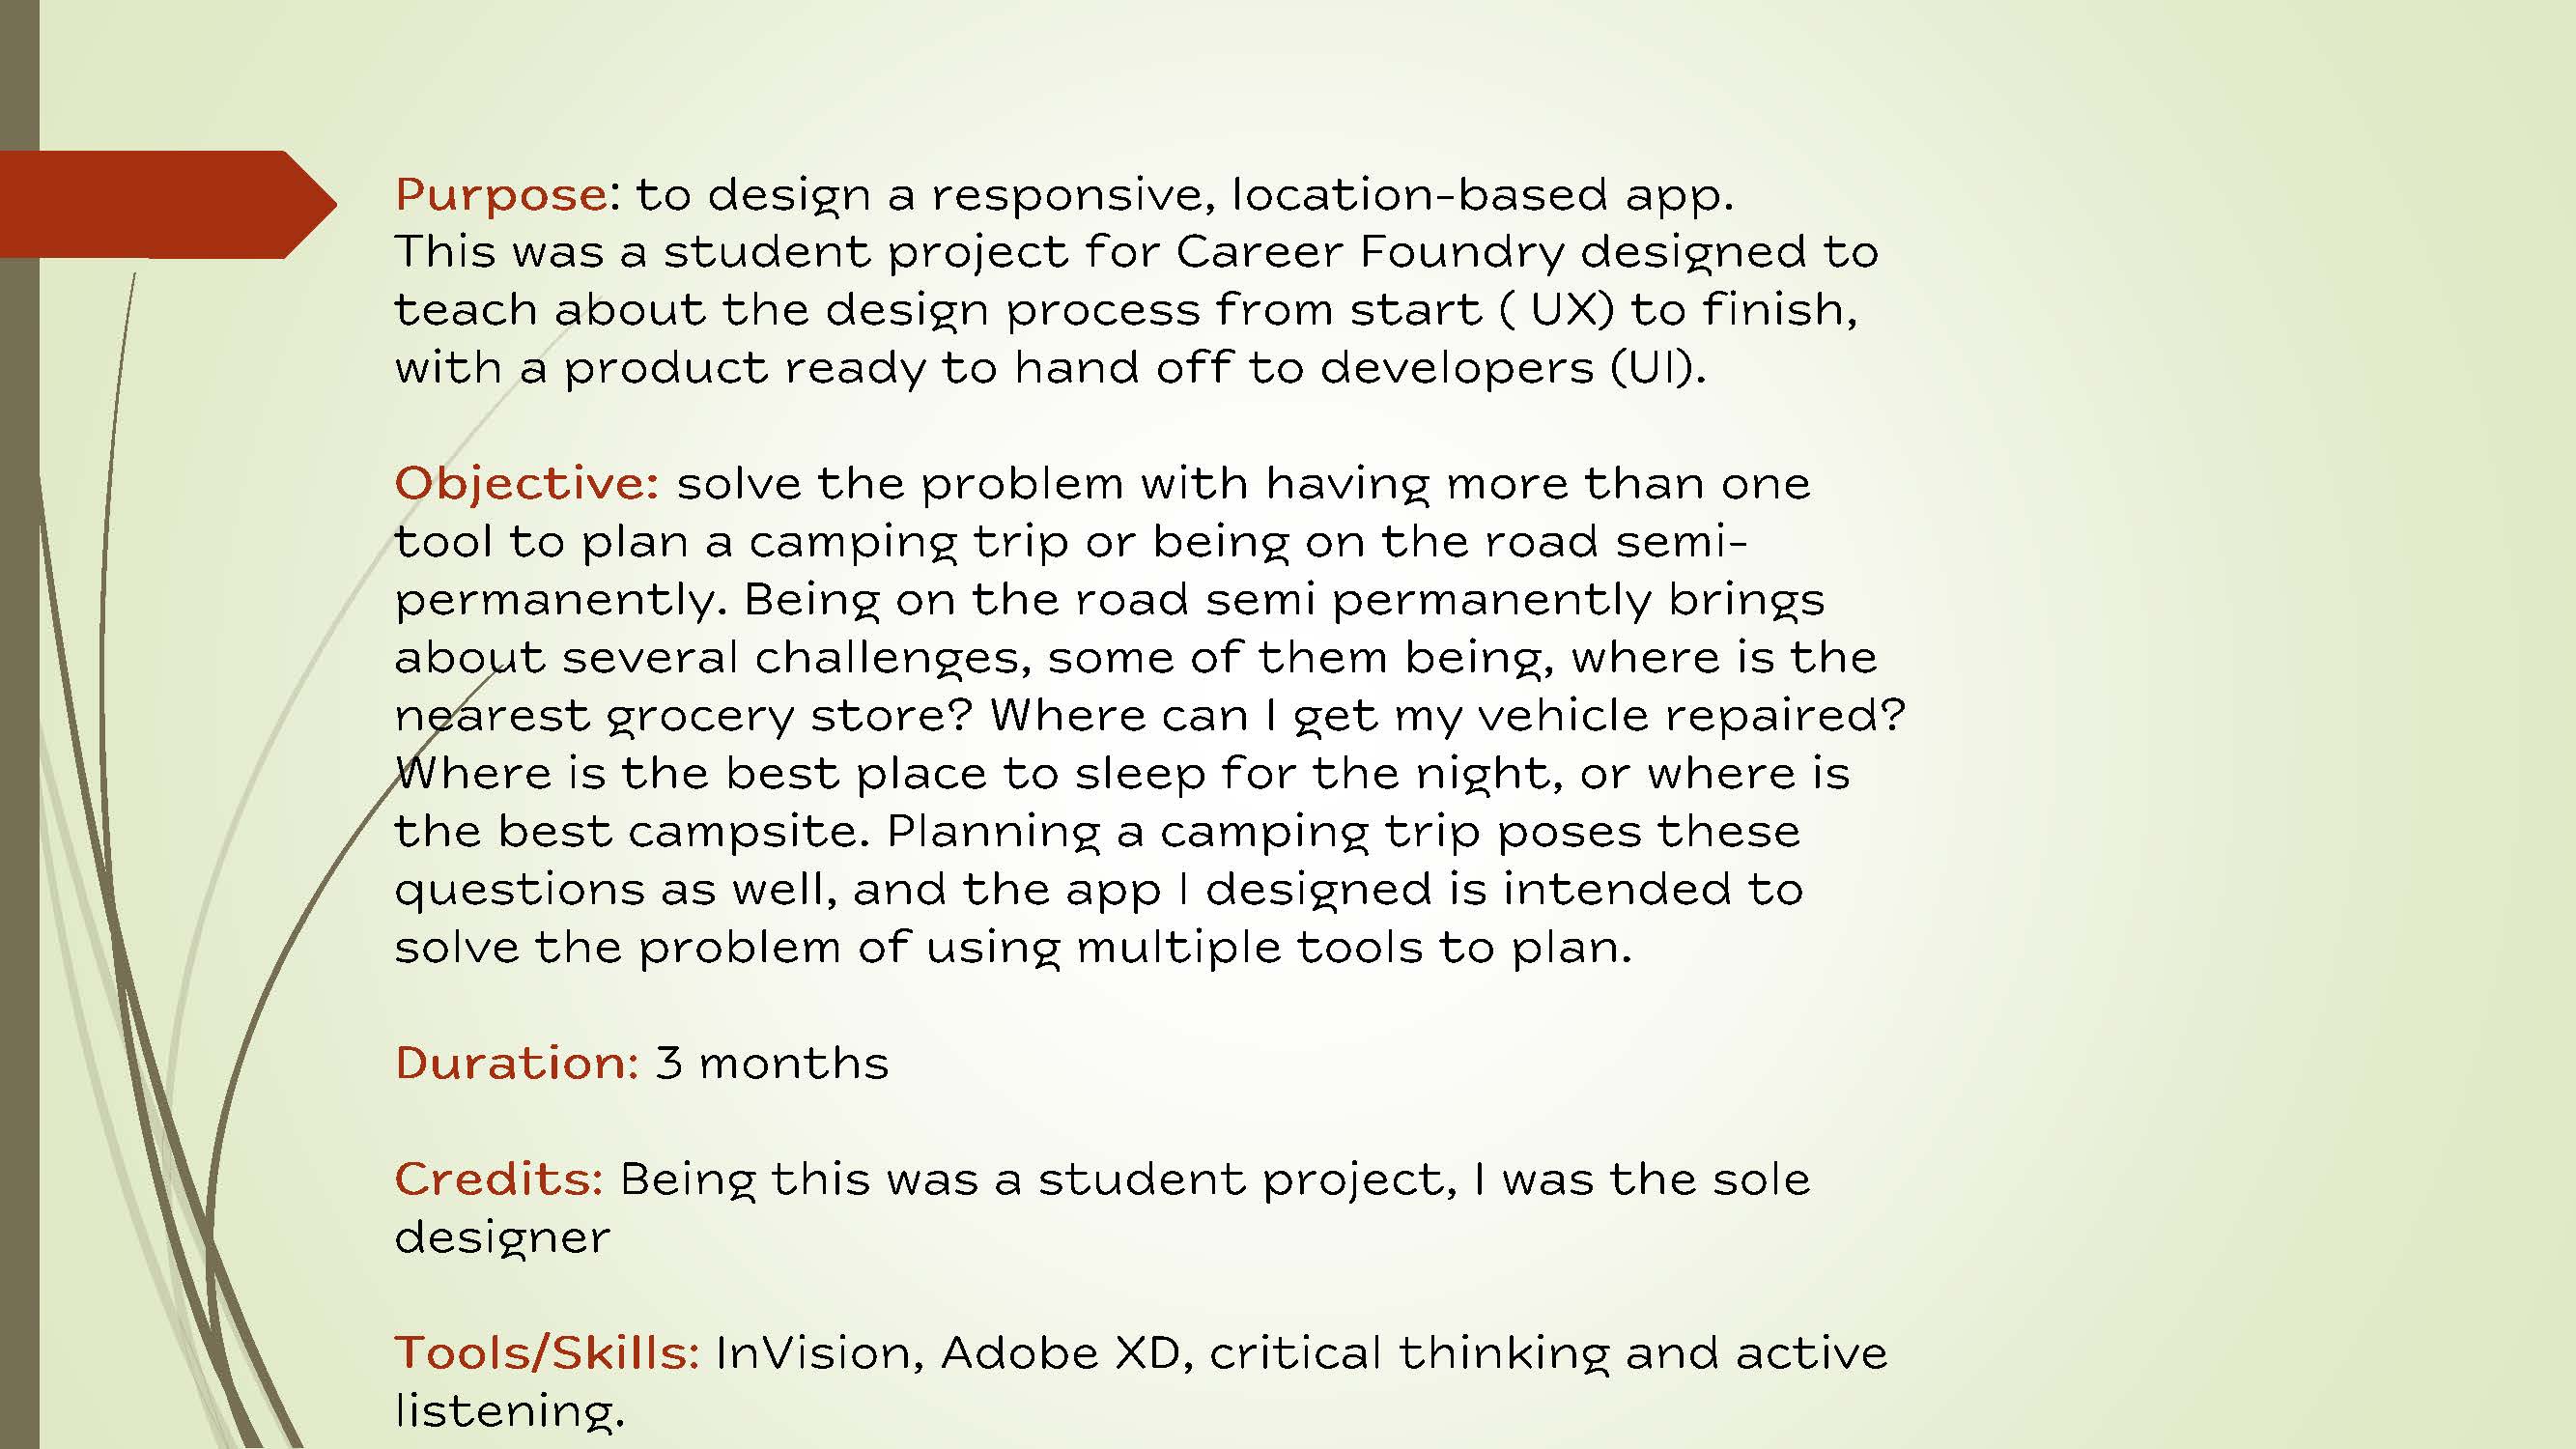 Purpose: to design a responsive, location-based app.
This was a student project for Career Foundry designed to
teach about the design process from start ( UX) to finish,
with a product ready to hand off to developers (UI).
Objective: solve the problem with having more than one
tool to plan a camping trip or being on the road semi-
permanently. Being on the road semi permanently brings
about several challenges, some of them being, where is the
nearest grocery store? Where can I get my vehicle repaired?
Where is the best place to sleep for the night, or where is
the best campsite. Planning a camping trip poses these
questions as well, and the app I designed is intended to
solve the problem of using multiple tools to plan.
Duration: 3 months
Credits: Being this was a student project, I was the sole
designer
Tools/Skills: InVision, Adobe XD, critical thinking and active
listening.